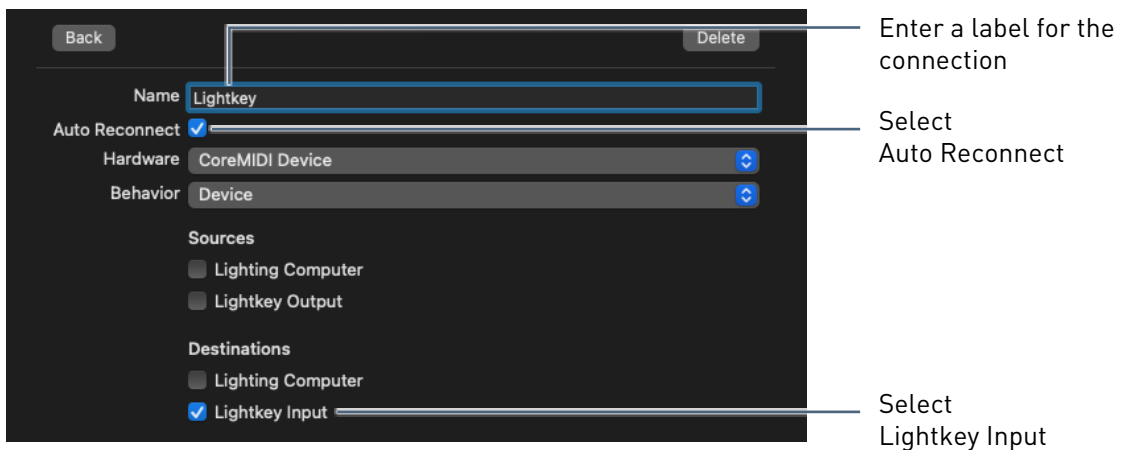 Back
Delete
Enter a label for the
connection
Name Lightkey
Auto Reconnect
Select
Auto Reconnect
Hardware CoreMIDI Device
Behavior Device
Sources
Lighting Computer
Lightkey Output
Destinations
Lighting Computer
Lightkey Input
Select
Lightkey Input